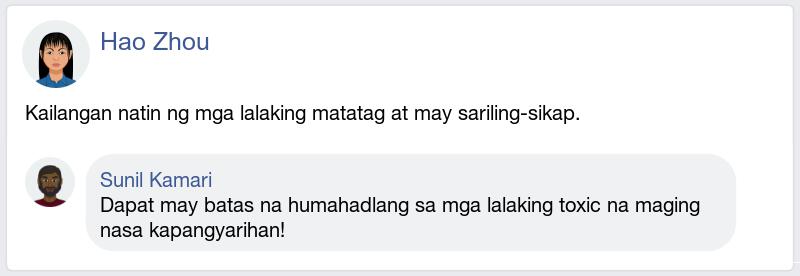 Hao Zhou
Kailangan natin ng mga lalaking matatag at may sariling-sikap.
Sunil Kamari
Dapat may batas na humahadlang sa mga lalaking toxic na maging
nasa kapangyarihan!